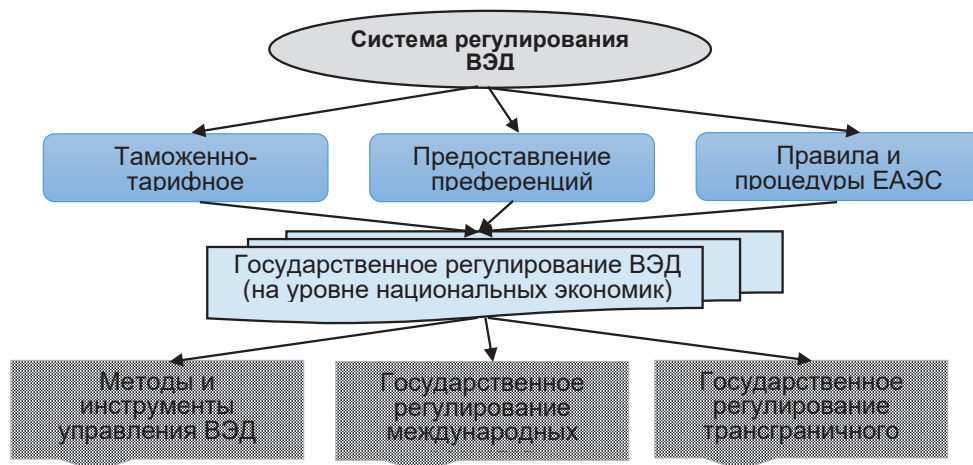 Система регулирования
ВЭД
Таможенно-
тарифное
Предоставление
преференций
Правила и
процедуры ЕАЭС
Государственное регулирование ВЭД
(на уровне национальных экономик)
Методы и
инструменты
управления ВЭД
Государственное
регулирование
международных
Государственное
регулирование
трансграничного